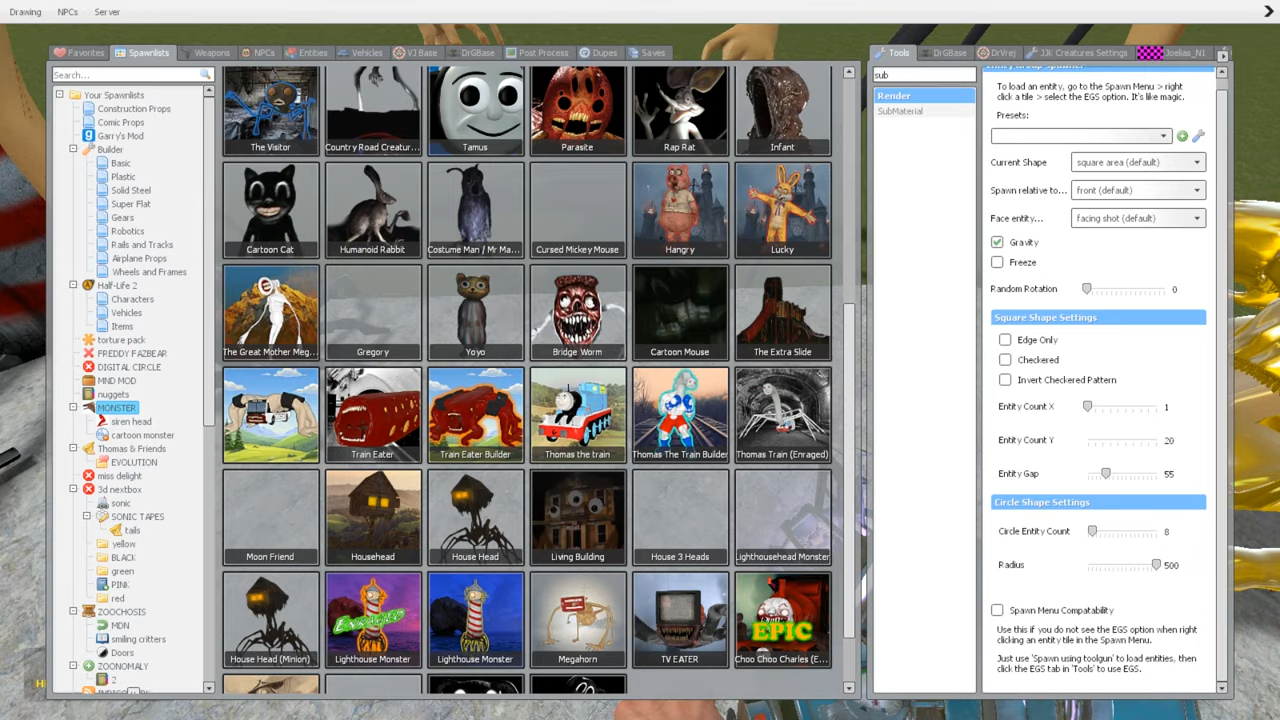 Drawing NPCs Server
Favorites Spawnlists Weapons NPCs Entities Vehicles VJ Base DrGBase Post Process Dupes Saves
Search...
Your Spawnlists
Construction Props
Comic Props
Garry's Mod
Builder
Basic
Plastic
Solid Steel
Super Flat
Gears
Robotics
Rails and Tracks
Airplane Props
Wheels and Frames
Half-Life 2
Characters
Vehicles
Items
torture pack
FREDDY FAZBEAR
DIGITAL CIRCLE
MND MOD
nuggets
MONSTER
siren head
cartoon monster
Thomas & Friends
EVOLUTION
miss delight
3d nextbox
sonic
SONIC TAPES
tails
yellow
BLACK
green
PINK
red
ZOOCHOSIS
MDN
smiling critters
Doors
ZOONOMALY
2
The Visitor Country Road Creatur... Tamus Parasite Rap Rat Infant
Cartoon Cat Humanoid Rabbit Costume Man / Mr Ma... Cursed Mickey Mouse Hangry Lucky
The Great Mother Meg... Gregory Yoyo Bridge Worm Cartoon Mouse The Extra Slide
Train Eater Train Eater Builder Thomas the train Thomas The Train Builder Thomas Train (Enraged)
Moon Friend Househead House Head Living Building House 3 Heads Lighthousehead Monster
Enraged
EPIC
House Head (Minion) Lighthouse Monster Lighthouse Monster Megahorn TV EATER Choo Choo Charles (E...
Tools DrGBase DrVrej JJK Creatures Settings Joelias_N1
sub
Render
SubMaterial
Entity Group Spawner
To load an entity, go to the Spawn Menu > right
click a tile > select the EGS option. It's like magic.
Presets:
Current Shape square area (default)
Spawn relative to... front (default)
Face entity... facing shot (default)
Gravity
Freeze
Random Rotation 0
Square Shape Settings
Edge Only
Checkered
Invert Checkered Pattern
Entity Count X 1
Entity Count Y 20
Entity Gap 55
Circle Shape Settings
Circle Entity Count 8
Radius 500
Spawn Menu Compatability
Use this if you do not see the EGS option when right
clicking an entity tile in the Spawn Menu.
Just use 'Spawn using toolgun' to load entities, then
click the EGS tab in 'Tools' to use EGS.